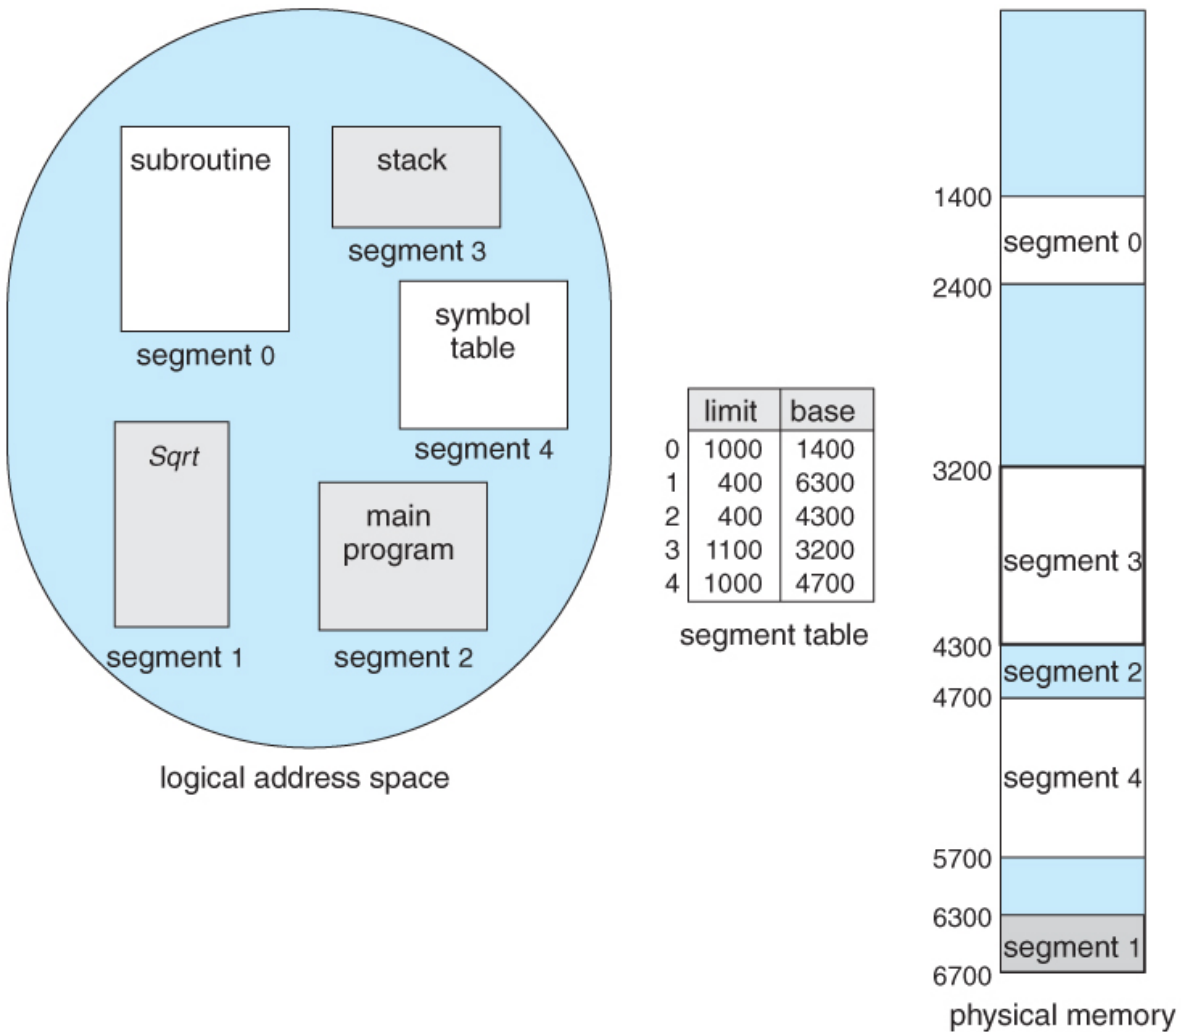 subroutine
segment 0
stack
segment 3
symbol
table
segment 4
Sqrt
segment 1
main
program
segment 2
logical address space
limit base
0 1000 1400
1 400 6300
2 400 4300
3 1100 3200
4 1000 4700
segment table
1400
segment 0
2400
3200
segment 3
4300
segment 2
4700
segment 4
5700
6300
segment 1
6700
physical memory